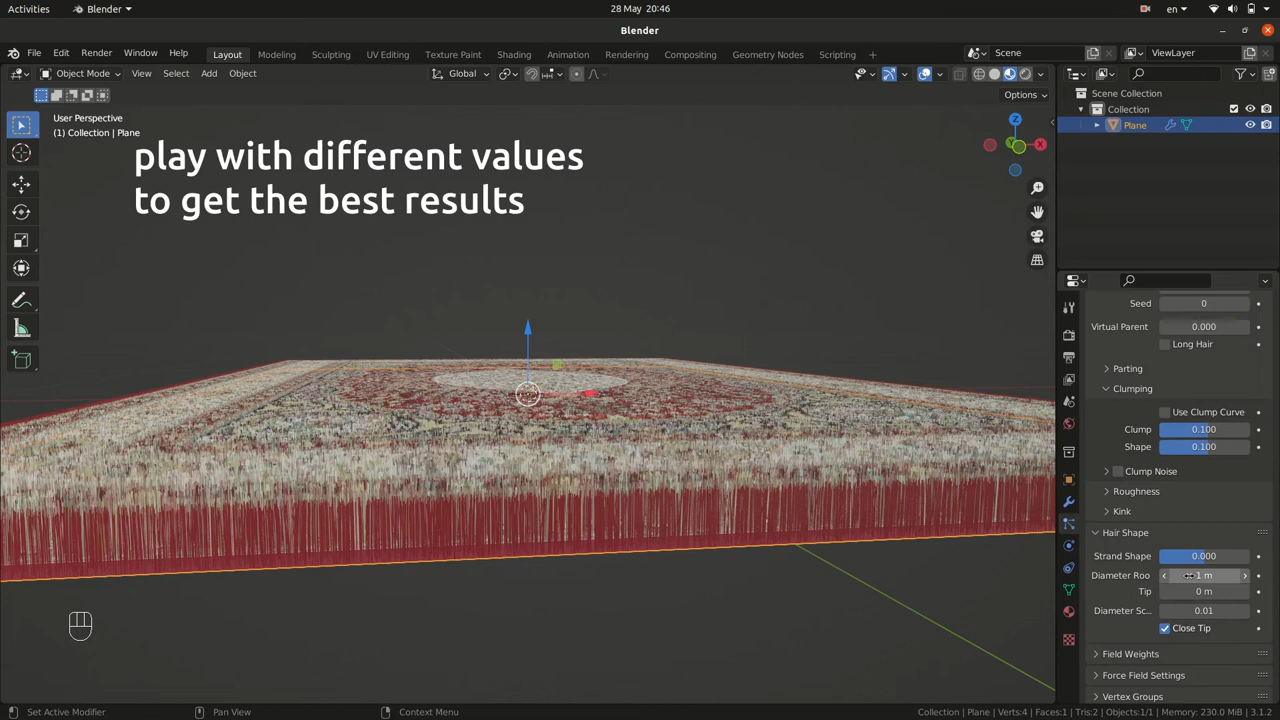 Activities
Blender
28 May 20:46
en
Blender
File Edit Render Window Help
Layout Modeling Sculpting UV Editing Texture Paint Shading Animation Rendering Compositing Geometry Nodes Scripting
Scene
ViewLayer
Object Mode View Select Add Object
Global
Options
Scene Collection
Collection
Plane
User Perspective
(1) Collection | Plane
play with different values
to get the best results
X
Y
Z
Seed 0
Virtual Parent 0.000
Long Hair
Parting
Clumping
Use Clump Curve
Clump 0.100
Shape 0.100
Clump Noise
Roughness
Kink
Hair Shape
Strand Shape 0.000
Diameter Roo 1 m
Tip 0 m
Diameter Sc... 0.01
Close Tip
Field Weights
Force Field Settings
Vertex Groups
Set Active Modifier
Pan View
Context Menu
Collection | Plane | Verts:4 | Faces:1 | Tris:2 | Objects:1/1 | Memory: 230.0 MiB | 3.1.2